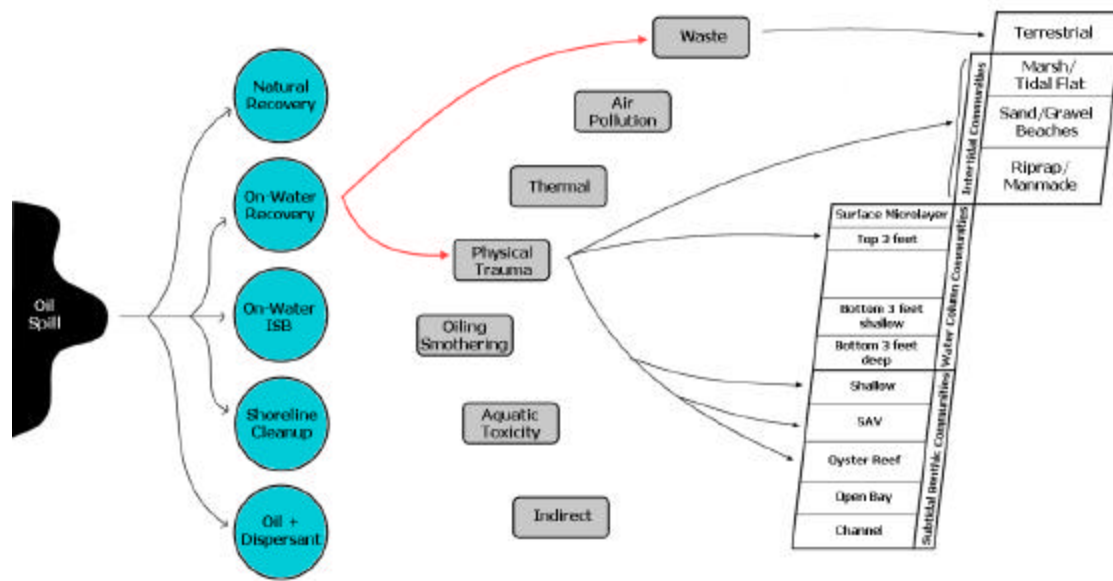 Oil
Spill
Natural
Recovery
On-Water
Recovery
On-Water
ISB
Shoreline
Cleanup
Oil +
Dispersant
Waste
Air
Pollution
Thermal
Physical
Trauma
Oiling
Smothering
Aquatic
Toxicity
Indirect
Terrestrial
Intertidal Communities
Marsh/
Tidal Flat
Sand/Gravel
Beaches
Riprap/
Manmade
Water Column Communities
Surface Microlayer
Top 3 feet
Bottom 3 feet
shallow
Bottom 3 feet
deep
Subtidal Benthic Communities
Shallow
SAV
Oyster Reef
Open Bay
Channel